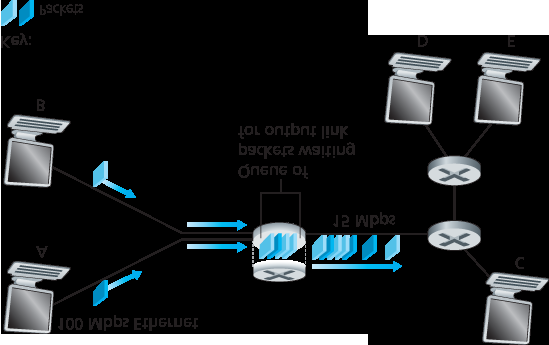 100 Mbps Ethernet
A
C
15 Mbps
Queue of
packets waiting
for output link
B
D
E
Key:
Packets